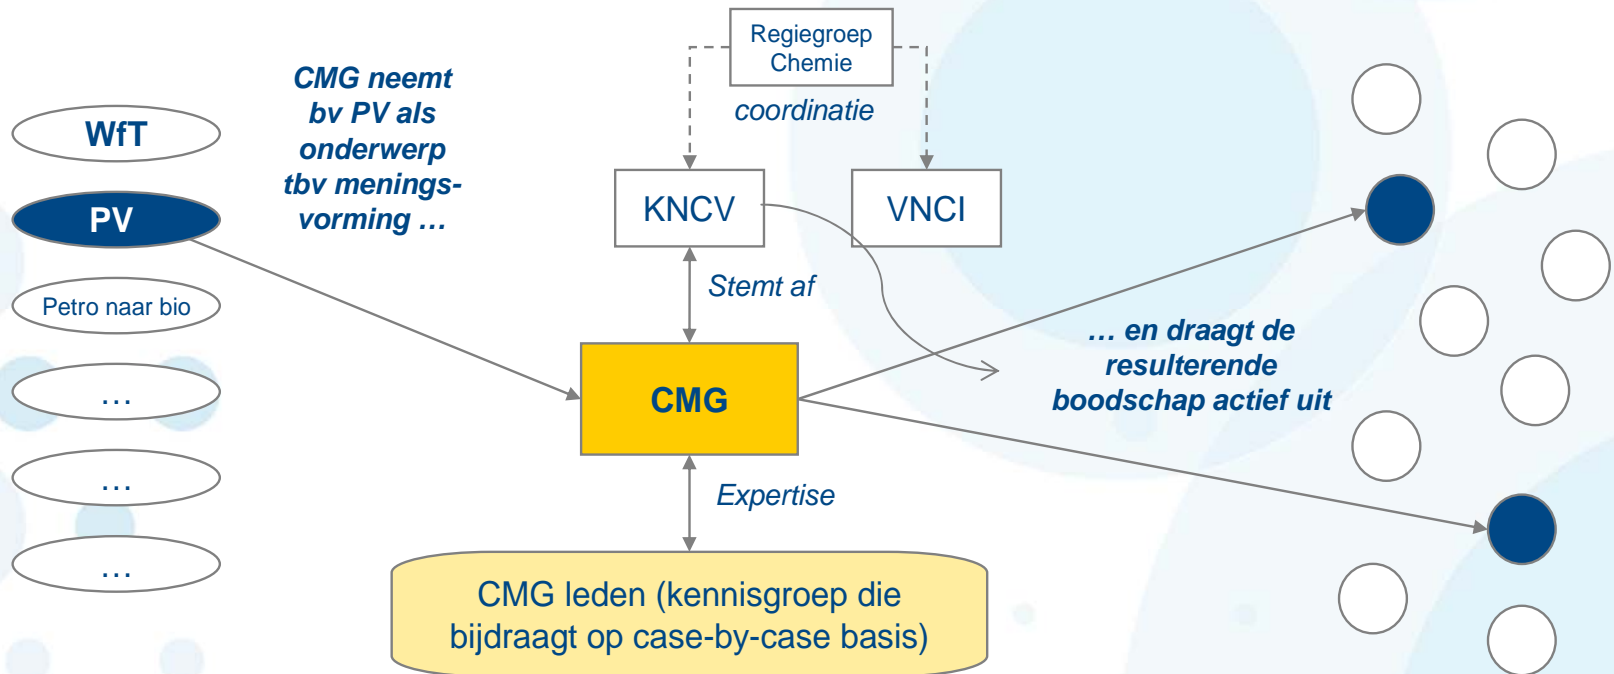 WfT
PV
Petro naar bio
...
...
...
CMG neemt
bv PV als
onderwerp
tbv menings-
vorming …
Regiegroep
Chemie
coordinatie
KNCV
VNCI
Stemt af
CMG
Expertise
CMG leden (kennisgroep die
bijdraagt op case-by-case basis)
… en draagt de
resulterende
boodschap actief uit